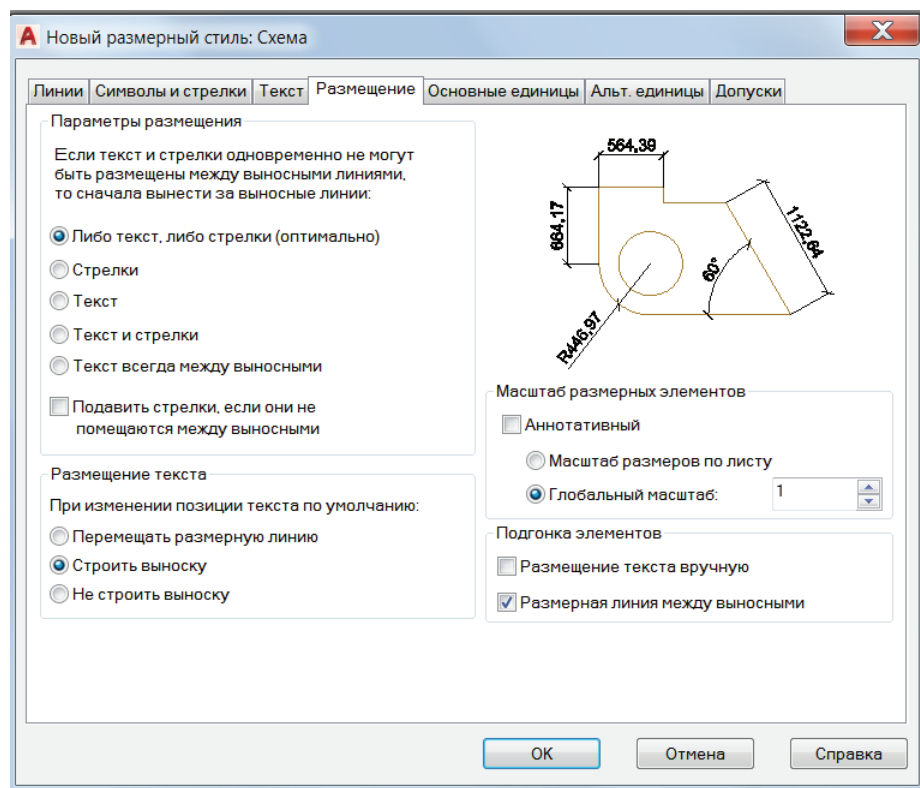 Новый размерный стиль: Схема
Линии
Символы и стрелки
Текст
Размещение
Основные единицы
Альт. единицы
Допуски
Параметры размещения
Если текст и стрелки одновременно не могут
быть размещены между выносными линиями,
то сначала вынести за выносные линии:
Либо текст, либо стрелки (оптимально)
Стрелки
Текст
Текст и стрелки
Текст всегда между выносными
Подавить стрелки, если они не
помещаются между выносными
Размещение текста
При изменении позиции текста по умолчанию:
Перемещать размерную линию
Строить выноску
Не строить выноску
564,39
664,17
1122,64
60°
R446,97
Масштаб размерных элементов
Аннотативный
Масштаб размеров по листу
Глобальный масштаб:
1
Подгонка элементов
Размещение текста вручную
Размерная линия между выносными
OK
Отмена
Справка